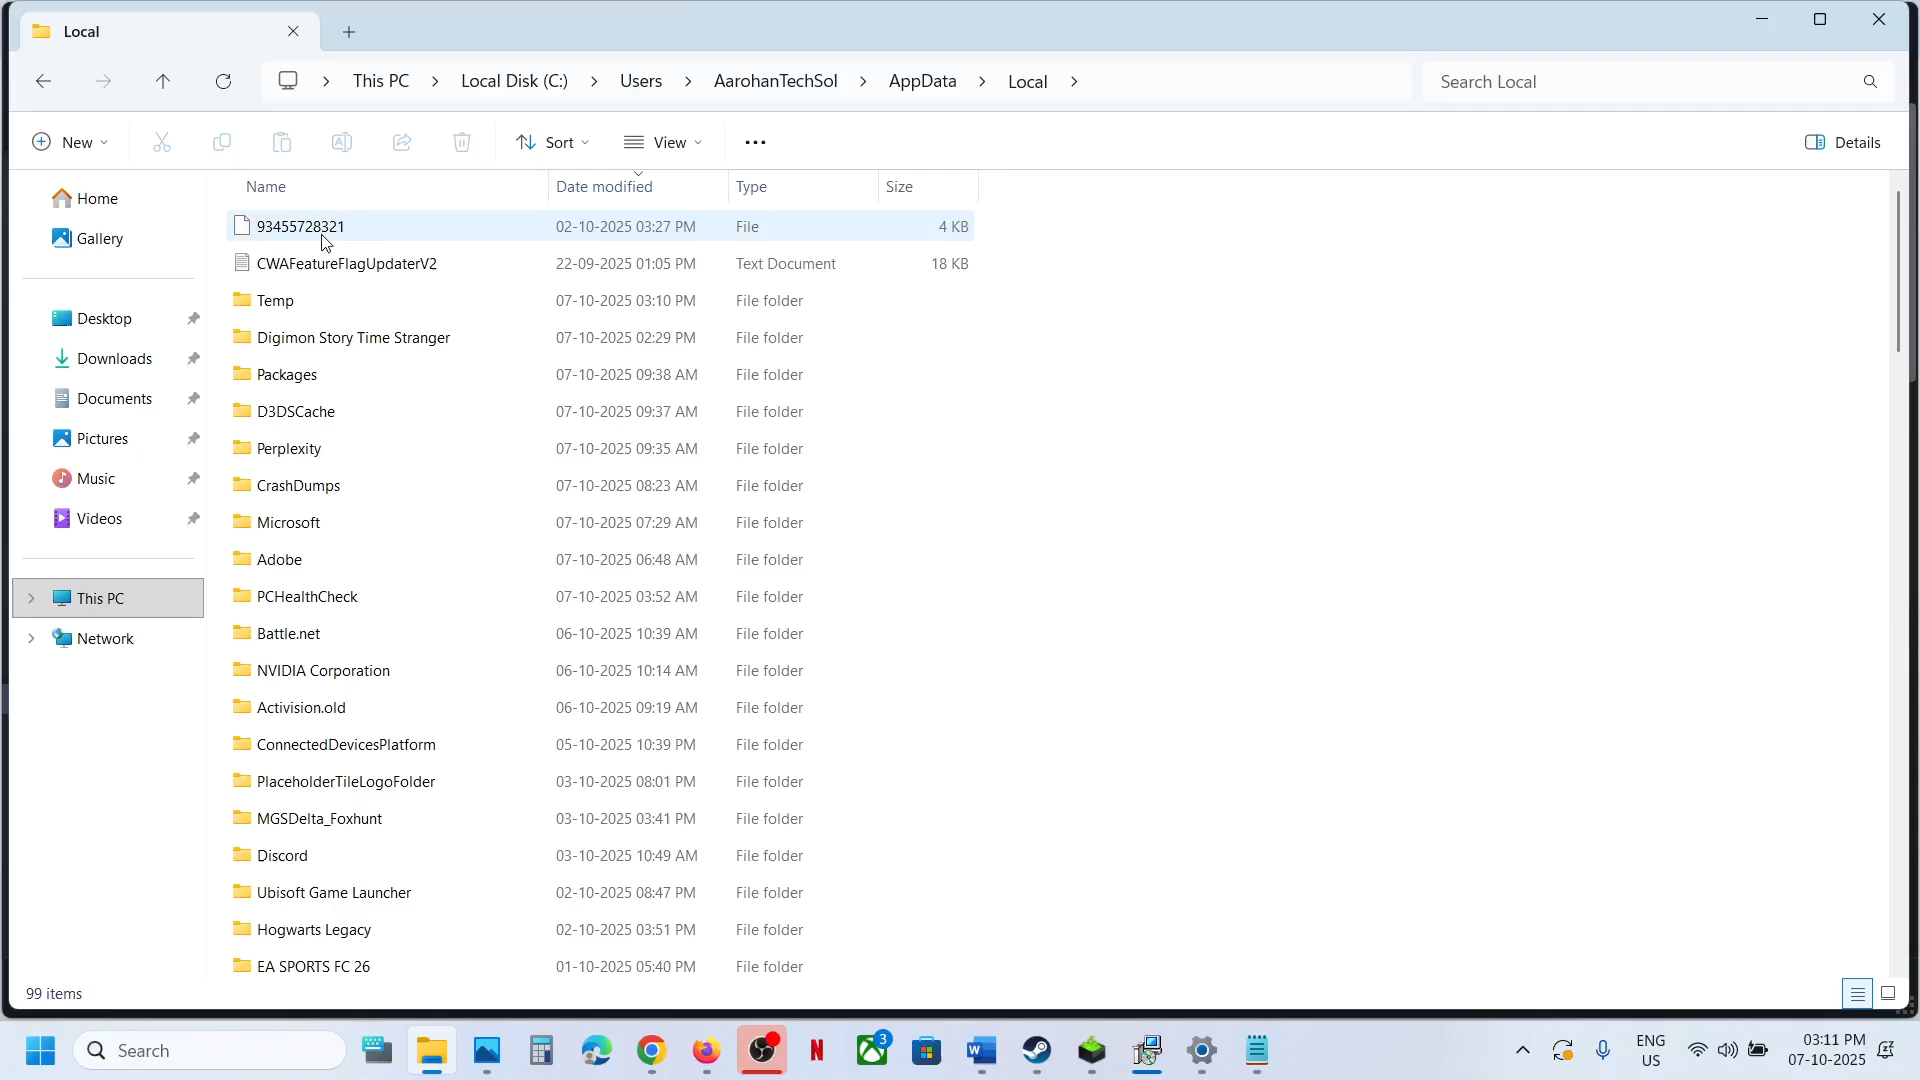 Local
This PC
Local Disk (C:)
Users
AarohanTechSol
AppData
Local
Search Local
New
Sort
View
Details
Name Date modified Type Size
93455728321 02-10-2025 03:27 PM File 4 KB
CWAFeatureFlagUpdaterV2 22-09-2025 01:05 PM Text Document 18 KB
Temp 07-10-2025 03:10 PM File folder
Digimon Story Time Stranger 07-10-2025 02:29 PM File folder
Packages 07-10-2025 09:38 AM File folder
D3DSCache 07-10-2025 09:37 AM File folder
Perplexity 07-10-2025 09:35 AM File folder
CrashDumps 07-10-2025 08:23 AM File folder
Microsoft 07-10-2025 07:29 AM File folder
Adobe 07-10-2025 06:48 AM File folder
PCHealthCheck 07-10-2025 03:52 AM File folder
Battle.net 06-10-2025 10:39 AM File folder
NVIDIA Corporation 06-10-2025 10:14 AM File folder
Activision.old 06-10-2025 09:19 AM File folder
ConnectedDevicesPlatform 05-10-2025 10:39 PM File folder
PlaceholderTileLogoFolder 03-10-2025 08:01 PM File folder
MGSDelta_Foxhunt 03-10-2025 03:41 PM File folder
Discord 03-10-2025 10:49 AM File folder
Ubisoft Game Launcher 02-10-2025 08:47 PM File folder
Hogwarts Legacy 02-10-2025 03:51 PM File folder
EA SPORTS FC 26 01-10-2025 05:40 PM File folder
Home
Gallery
Desktop
Downloads
Documents
Pictures
Music
Videos
This PC
Network
99 items
Search
N
3
W
ENG
US
03:11 PM
07-10-2025